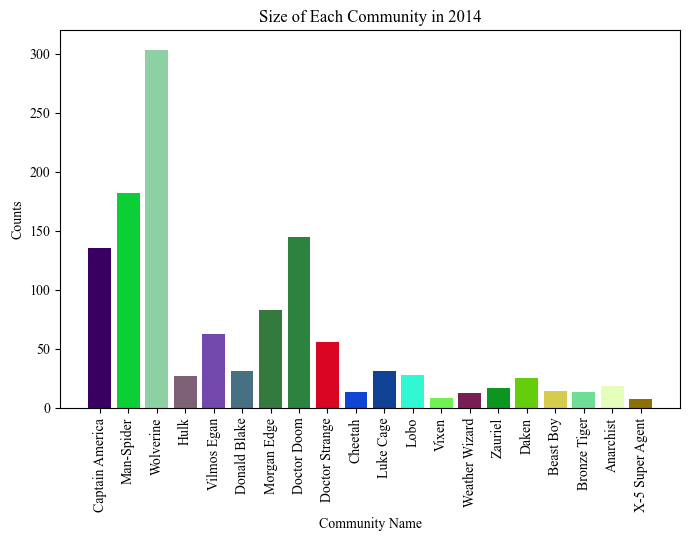 Size of Each Community in 2014
Counts
300
250
200
150
100
50
0
Captain America
Man-Spider
Wolverine
Hulk
Vilmos Egan
Donald Blake
Morgan Edge
Doctor Doom
Doctor Strange
Cheetah
Luke Cage
Lobo
Vixen
Weather Wizard
Zauriel
Daken
Beast Boy
Bronze Tiger
Anarchist
X-5 Super Agent
Community Name